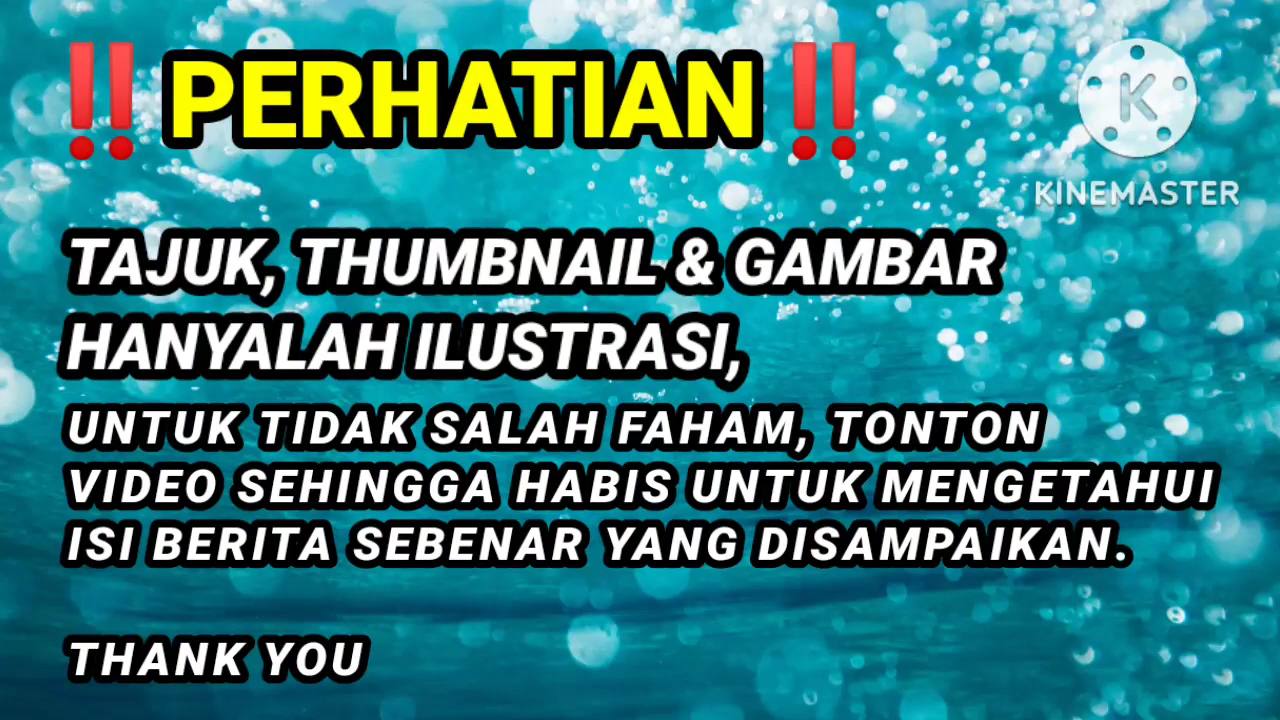 ‼PERHATIAN‼
K
KINEMASTER
TAJUK, THUMBNAIL & GAMBAR
HANYALAH ILUSTRASI,
UNTUK TIDAK SALAH FAHAM, TONTON
VIDEO SEHINGGA HABIS UNTUK MENGETAHUI
ISI BERITA SEBENAR YANG DISAMPAIKAN.
THANK YOU